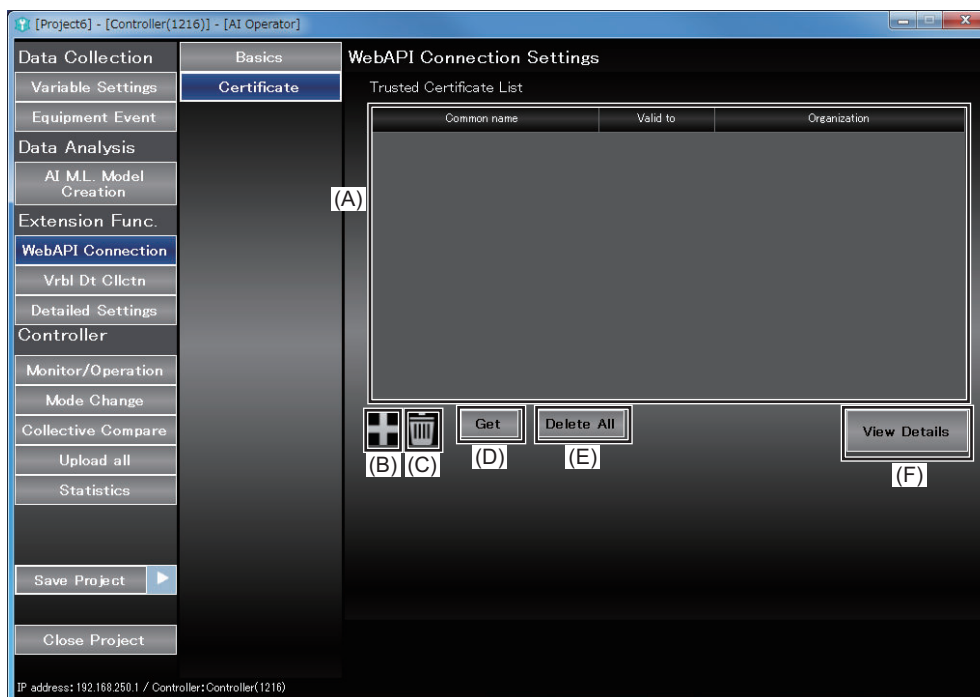 [Project6] - [Controller(1216)] - [AI Operator]
Data Collection
Variable Settings
Equipment Event
Data Analysis
AI M.L. Model
Creation
Extension Func.
WebAPI Connection
Vrbl Dt Cllctn
Detailed Settings
Controller
Monitor/Operation
Mode Change
Collective Compare
Upload all
Statistics
Save Project
Close Project
Basics
Certificate
WebAPI Connection Settings
Trusted Certificate List
Common name Valid to Organization
(A)
Get Delete All View Details
(B) (C) (D) (E) (F)
IP address: 192.168.250.1 / Controller:Controller(1216)